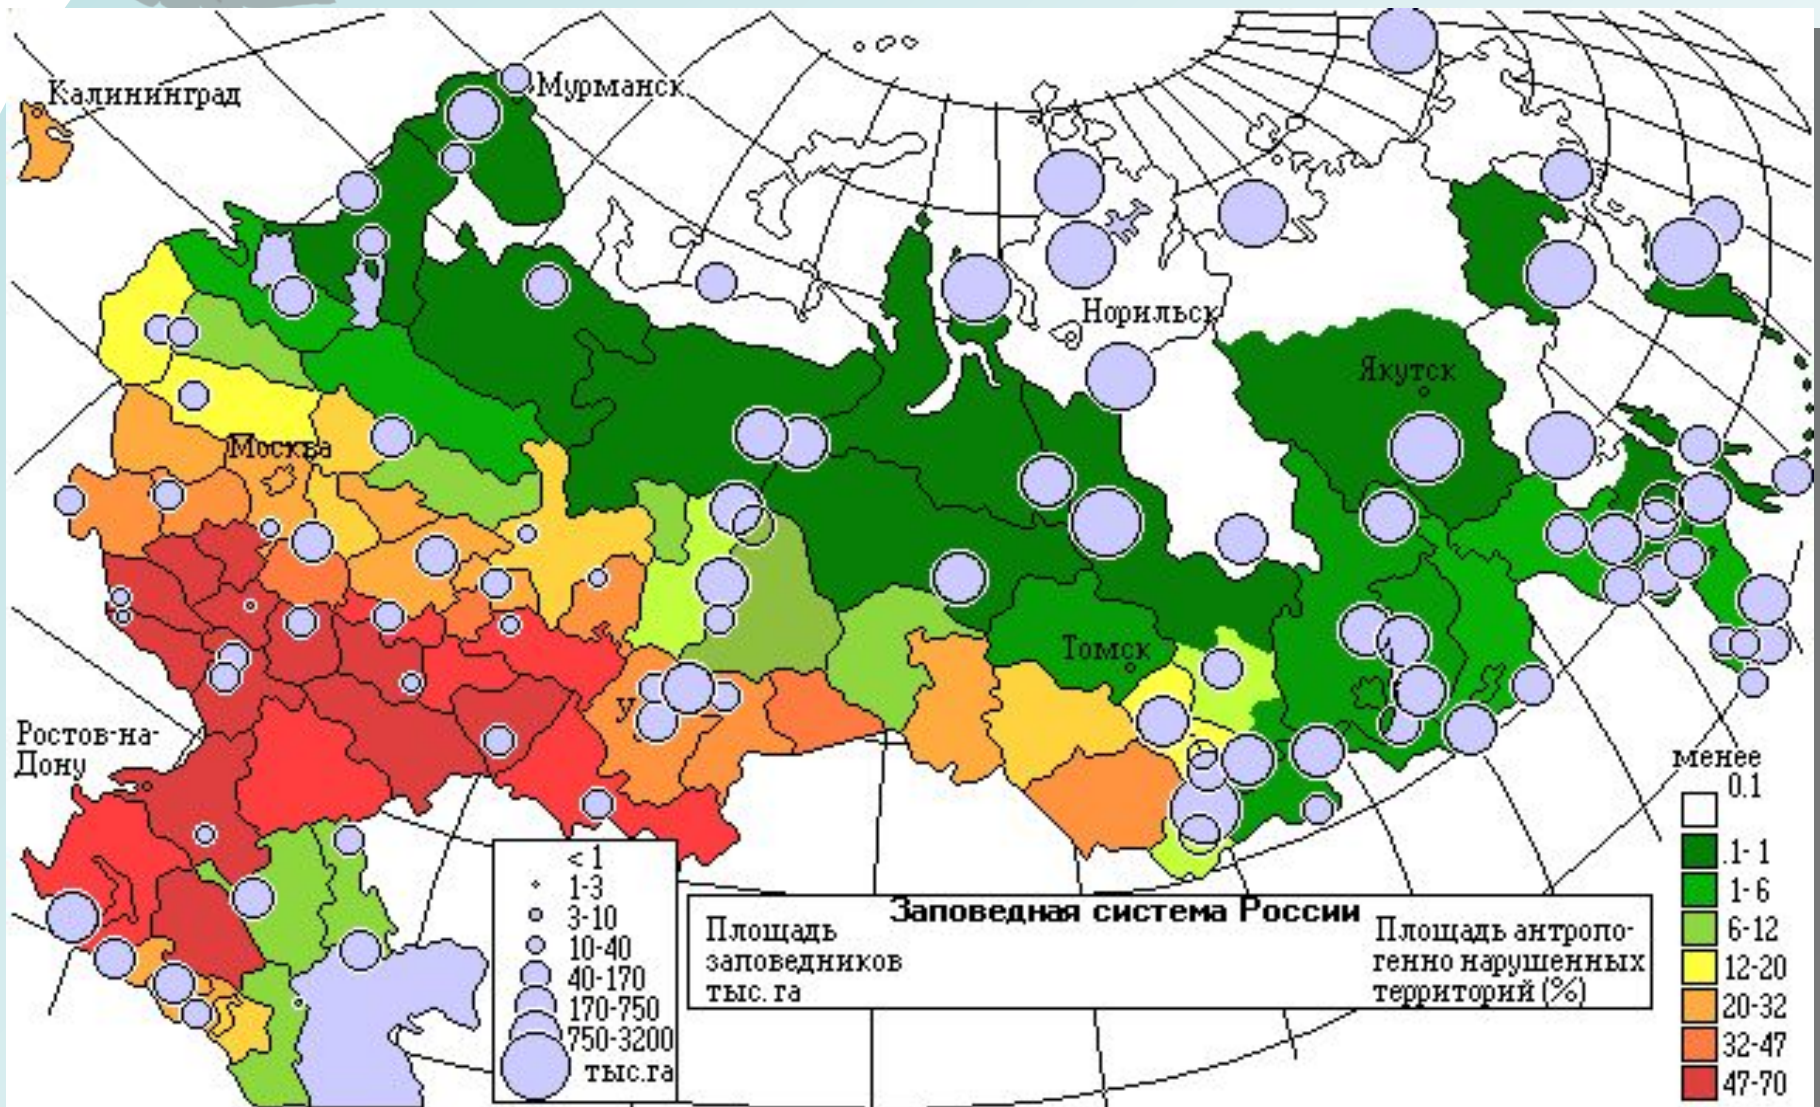 Калининград
Мурманск
Норильск
Якутск
Москва
Томск
Ростов-на-
Дону
менее
0.1
.1-1
1-6
6-12
12-20
20-32
32-47
47-70
< 1
1-3
3-10
10-40
40-170
170-750
750-3200
тыс.га
Заповедная система России
Площадь
заповедников
тыс. га
Площадь антропо-
генно нарушенных
территорий (%)